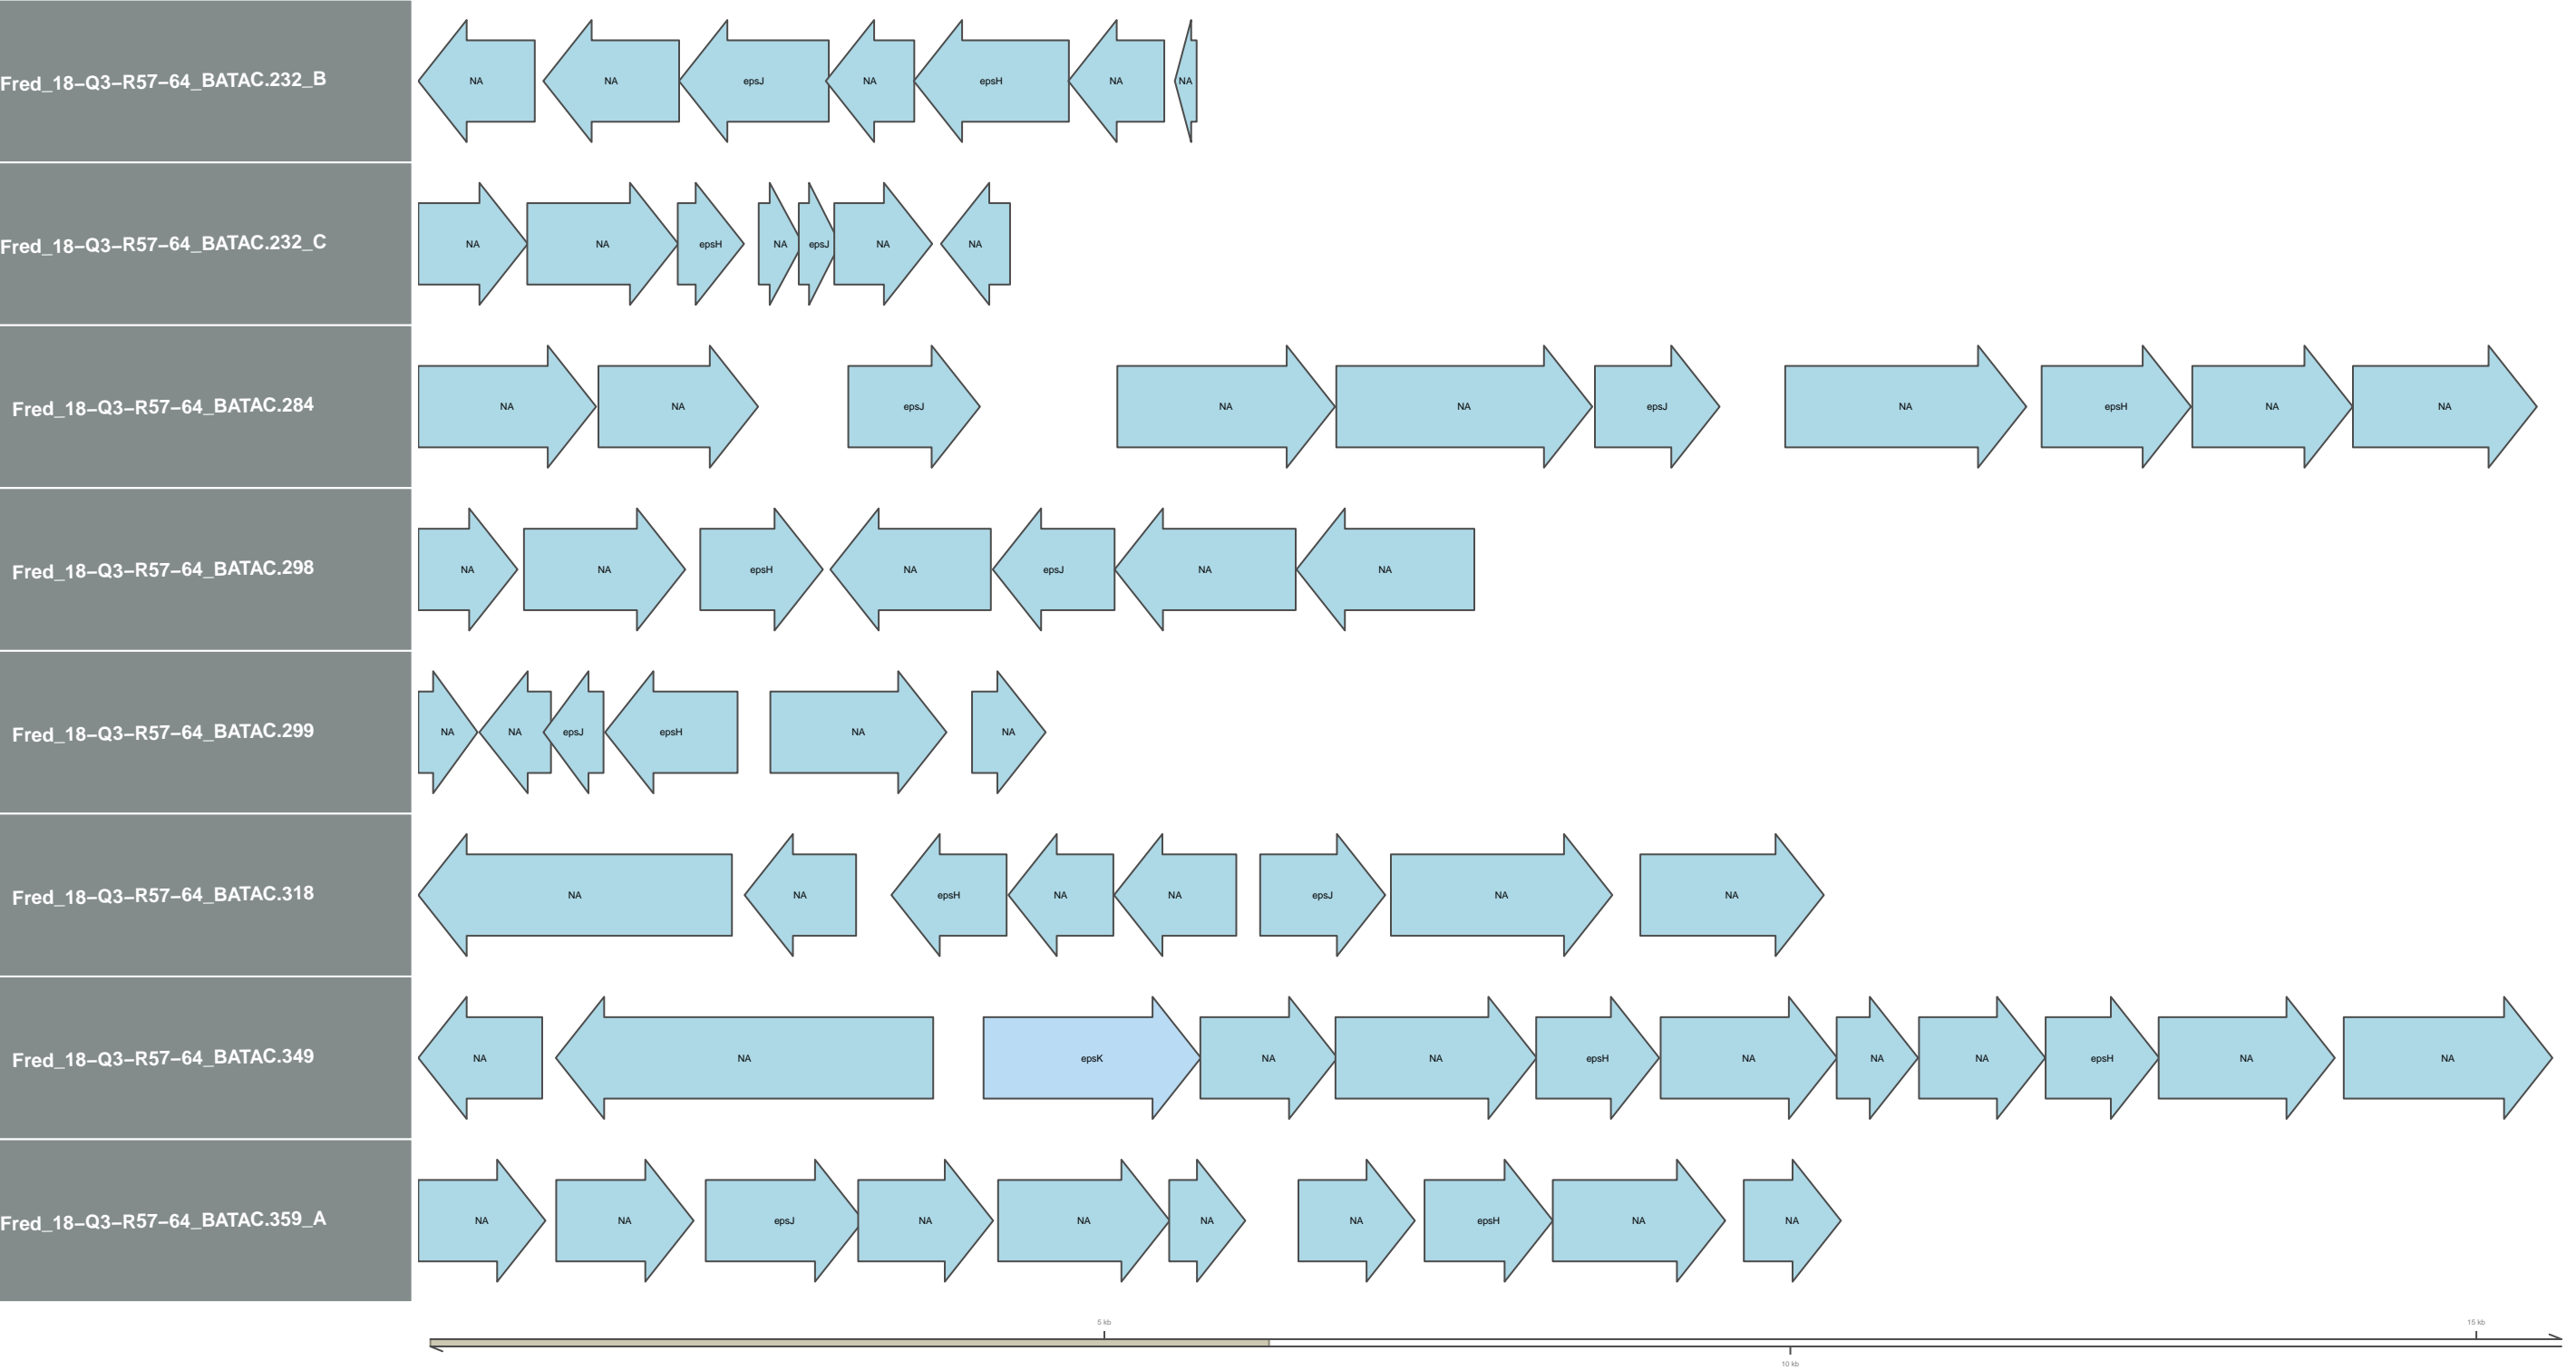 Fred_18−Q3−R57−64_BATAC.232_B
NA NA epsJ NA epsH NA NA
Fred_18−Q3−R57−64_BATAC.232_C
NA NA epsH NA epsJ NA NA
Fred_18−Q3−R57−64_BATAC.284
NA NA epsJ NA NA epsJ NA epsH NA NA
Fred_18−Q3−R57−64_BATAC.298
NA NA epsH NA epsJ NA NA
Fred_18−Q3−R57−64_BATAC.299
NA NA epsJ epsH NA NA
Fred_18−Q3−R57−64_BATAC.318
NA NA epsH NA NA epsJ NA NA
Fred_18−Q3−R57−64_BATAC.349
NA NA epsK NA NA epsH NA NA NA epsH NA NA
Fred_18−Q3−R57−64_BATAC.359_A
NA NA epsJ NA NA NA NA epsH NA NA
5 kb 15 kb
10 kb